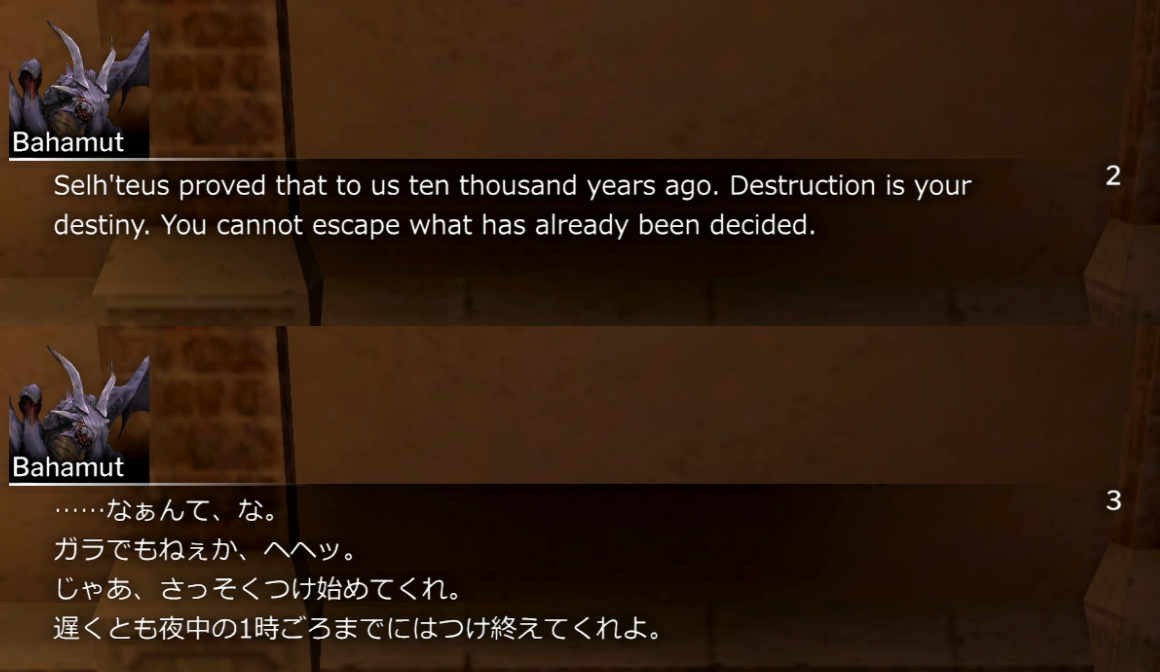 Bahamut
Selh'teus proved that to us ten thousand years ago. Destruction is your
destiny. You cannot escape what has already been decided.
2
Bahamut
……なぁんて、な。
ガラでもねぇか、へヘッ。
じゃあ、さっそくつけ始めてくれ。
遅くとも夜中の1時ごろまでにはつけ終えてくれよ。
3